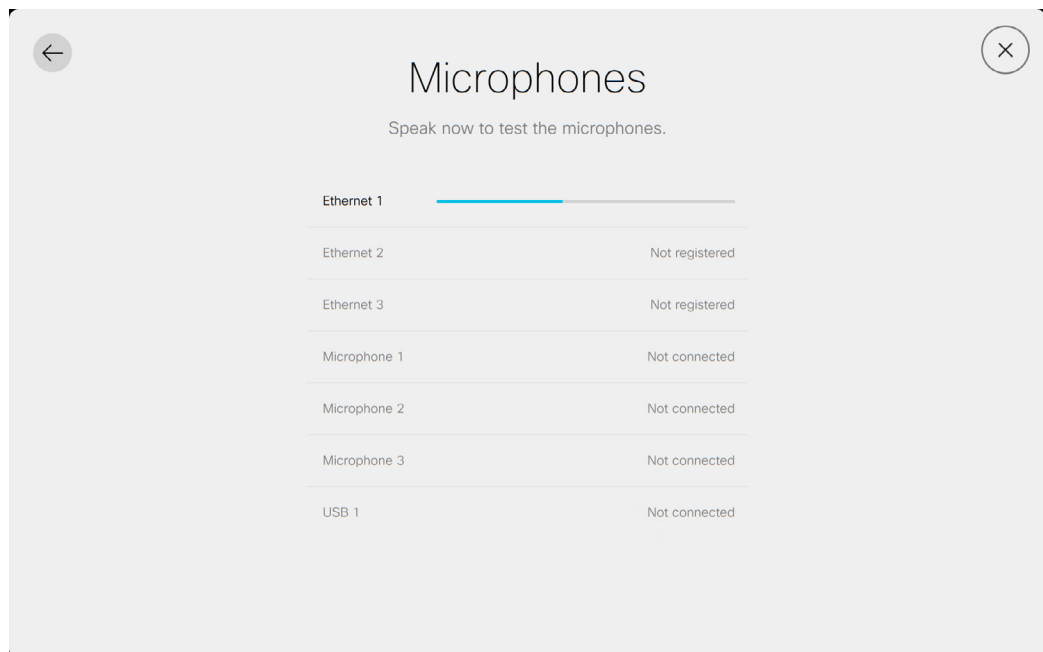 Microphones
Speak now to test the microphones.
Ethernet 1
Ethernet 2 Not registered
Ethernet 3 Not registered
Microphone 1 Not connected
Microphone 2 Not connected
Microphone 3 Not connected
USB 1 Not connected